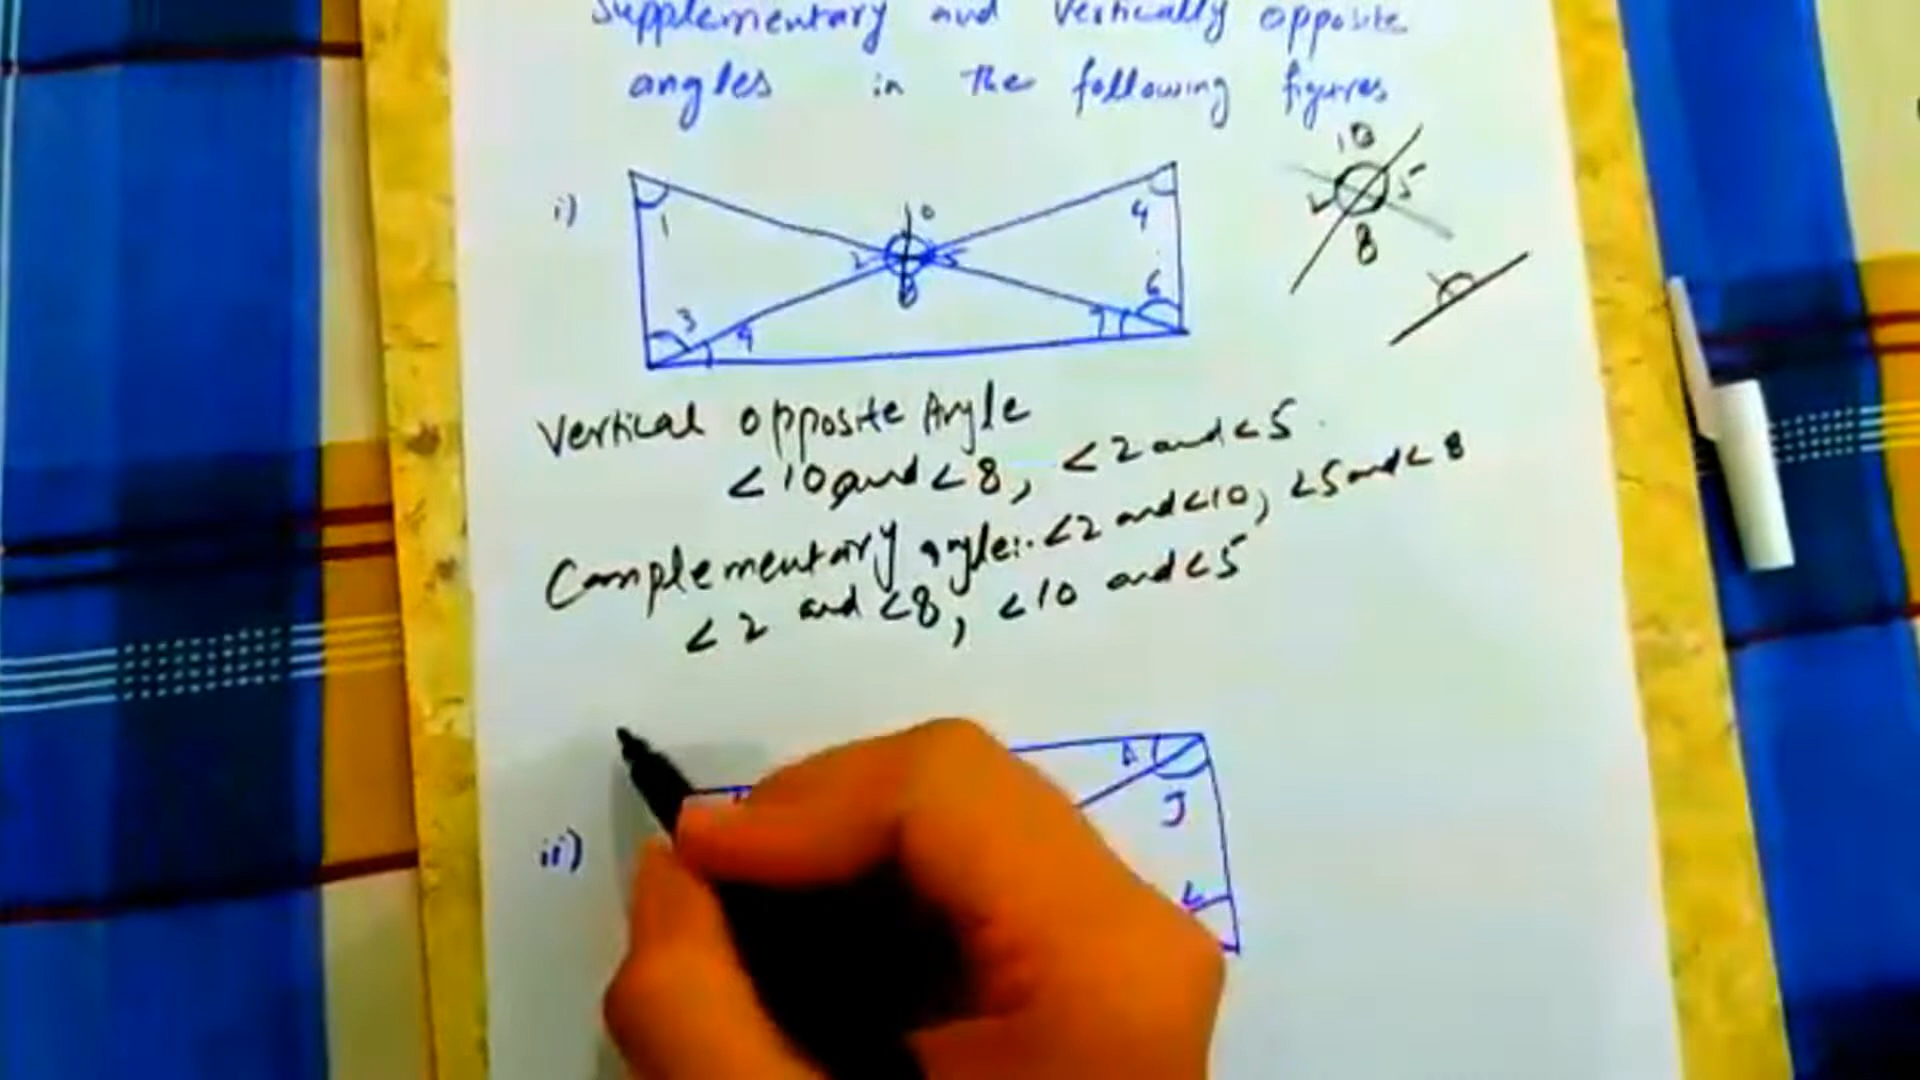 Supplementary and Vertically opposite
angles in the following figures
10
5
8
i)
1
10
4
2
5
8
6
3
9
7
Vertical opposite Angle
<10 and <8, <2 and <5
Complementary angle:- <2 and <10, <5 and <8
<2 and <8, <10 and <5
ii)
J
L